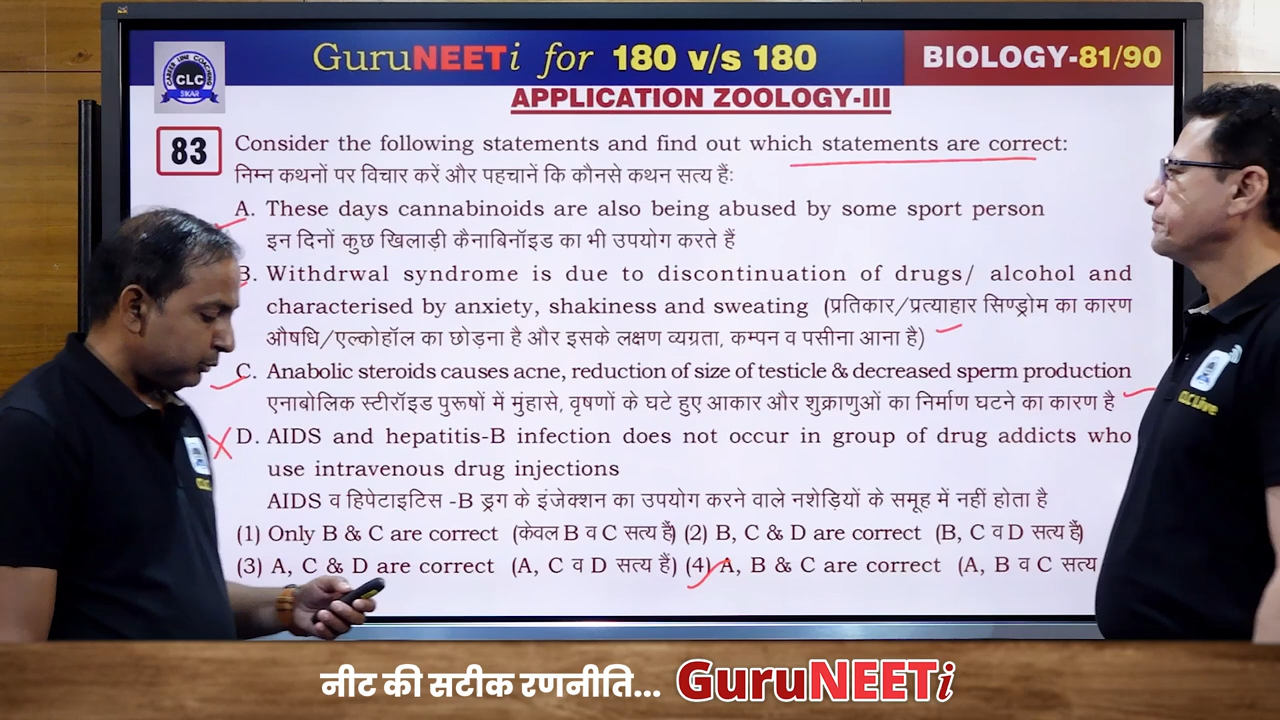 GuruNEETi for 180 v/s 180
BIOLOGY-81/90
CAREER LINE COACHING
CLC
SIKAR
APPLICATION ZOOLOGY-III
83
Consider the following statements and find out which statements are correct:
निम्न कथनों पर विचार करें और पहचानें कि कौनसे कथन सत्य हैं:
A. These days cannabinoids are also being abused by some sport person
इन दिनों कुछ खिलाड़ी कैनाबिनॉइड का भी उपयोग करते हैं
B. Withdrwal syndrome is due to discontinuation of drugs/ alcohol and
characterised by anxiety, shakiness and sweating (प्रतिकार/प्रत्याहार सिण्ड्रोम का कारण
औषधि/एल्कोहॉल का छोड़ना है और इसके लक्षण व्यग्रता, कम्पन व पसीना आना है)
C. Anabolic steroids causes acne, reduction of size of testicle & decreased sperm production
एनाबोलिक स्टीरॉइड पुरूषों में मुंहासे, वृषणों के घटे हुए आकार और शुक्राणुओं का निर्माण घटने का कारण है
D. AIDS and hepatitis-B infection does not occur in group of drug addicts who
use intravenous drug injections
AIDS व हिपेटाइटिस -B ड्रग के इंजेक्शन का उपयोग करने वाले नशेड़ियों के समूह में नहीं होता है
(1) Only B & C are correct (केवल B व C सत्य हैं) (2) B, C & D are correct (B, C व D सत्य हैं)
(3) A, C & D are correct (A, C व D सत्य हैं) (4) A, B & C are correct (A, B व C सत्य
नीट की सटीक रणनीति... GuruNEETi